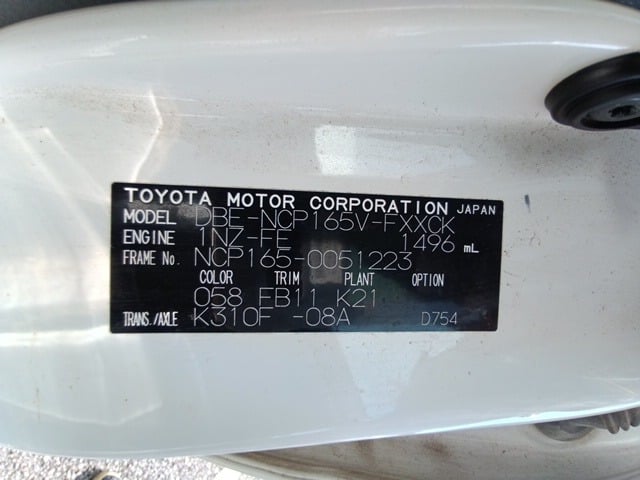 TOYOTA MOTOR CORPORATION JAPAN
MODEL DBE-NCP165V-FXXCK
ENGINE 1NZ-FE 1496 mL
FRAME No. NCP165-0051223
COLOR TRIM PLANT OPTION
058 FB11 K21
TRANS./AXLE K310F -08A D754